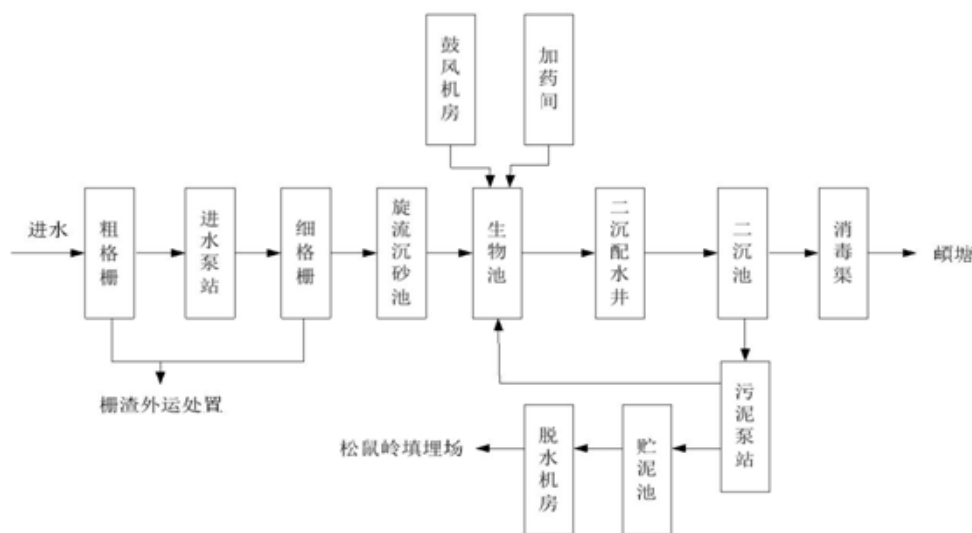 鼓风机房
加药间
进水
粗格栅
进水泵站
细格栅
旋流沉砂池
生物池
二沉配水井
二沉池
消毒渠
頔塘
栅渣外运处置
污泥泵站
贮泥池
脱水机房
松鼠岭填埋场